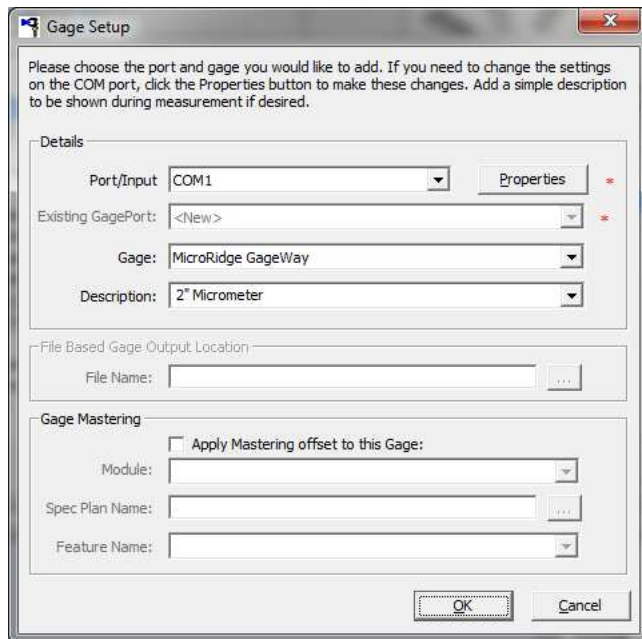 Gage Setup
Please choose the port and gage you would like to add. If you need to change the settings
on the COM port, click the Properties button to make these changes. Add a simple description
to be shown during measurement if desired.
Details
Port/Input COM1 Properties *
Existing GagePort: <New> *
Gage: MicroRidge GageWay
Description: 2" Micrometer
File Based Gage Output Location
File Name: ...
Gage Mastering
Apply Mastering offset to this Gage:
Module:
Spec Plan Name: ...
Feature Name:
OK Cancel